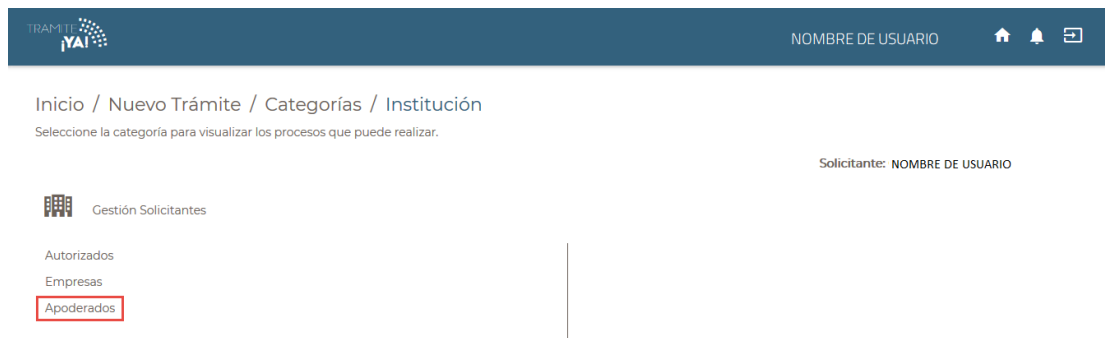 TRAMITE
¡YA!
NOMBRE DE USUARIO
Inicio / Nuevo Trámite / Categorías / Institución
Seleccione la categoría para visualizar los procesos que puede realizar.
Solicitante: NOMBRE DE USUARIO
Gestión Solicitantes
Autorizados
Empresas
Apoderados